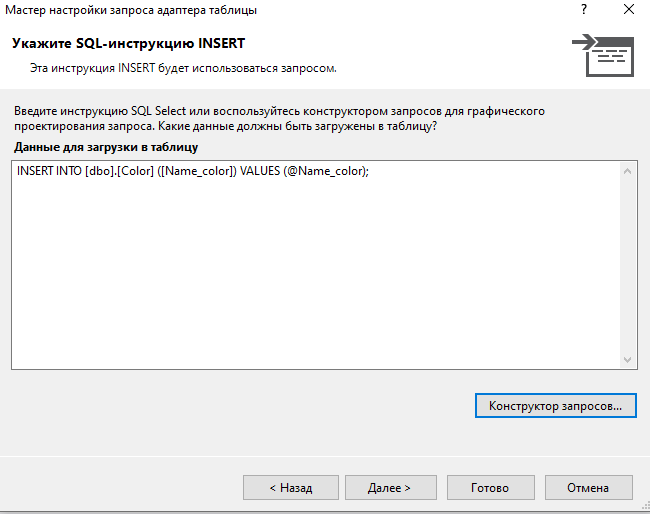 Мастер настройки запроса адаптера таблицы
?
Укажите SQL-инструкцию INSERT
Эта инструкция INSERT будет использоваться запросом.
Введите инструкцию SQL Select или воспользуйтесь конструктором запросов для графического
проектирования запроса. Какие данные должны быть загружены в таблицу?
Данные для загрузки в таблицу
INSERT INTO [dbo].[Color] ([Name_color]) VALUES (@Name_color);
Конструктор запросов...
< Назад
Далее >
Готово
Отмена